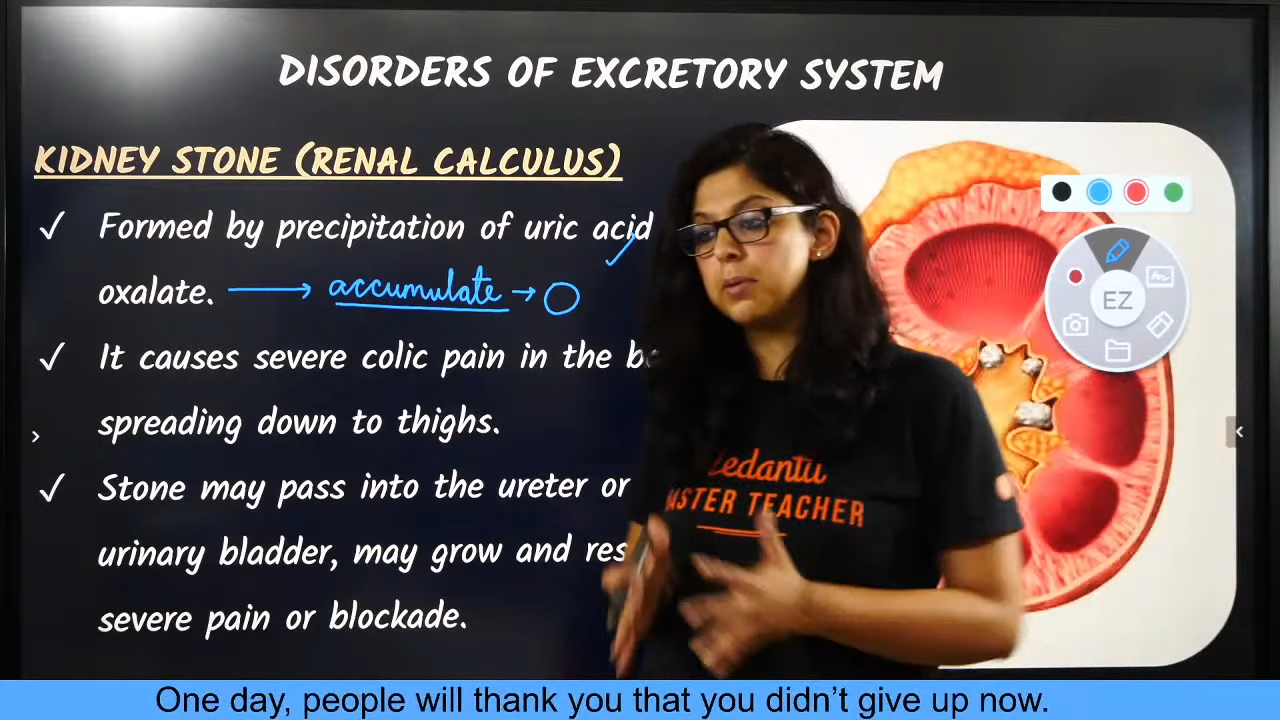 DISORDERS OF EXCRETORY SYSTEM
KIDNEY STONE (RENAL CALCULUS)
✓ Formed by precipitation of uric acid
oxalate. → accumulate → O
✓ It causes severe colic pain in the
spreading down to thighs.
✓ Stone may pass into the ureter or
urinary bladder, may grow and
severe pain or blockade.
EZ
TEACHER
One day, people will thank you that you didn't give up now.